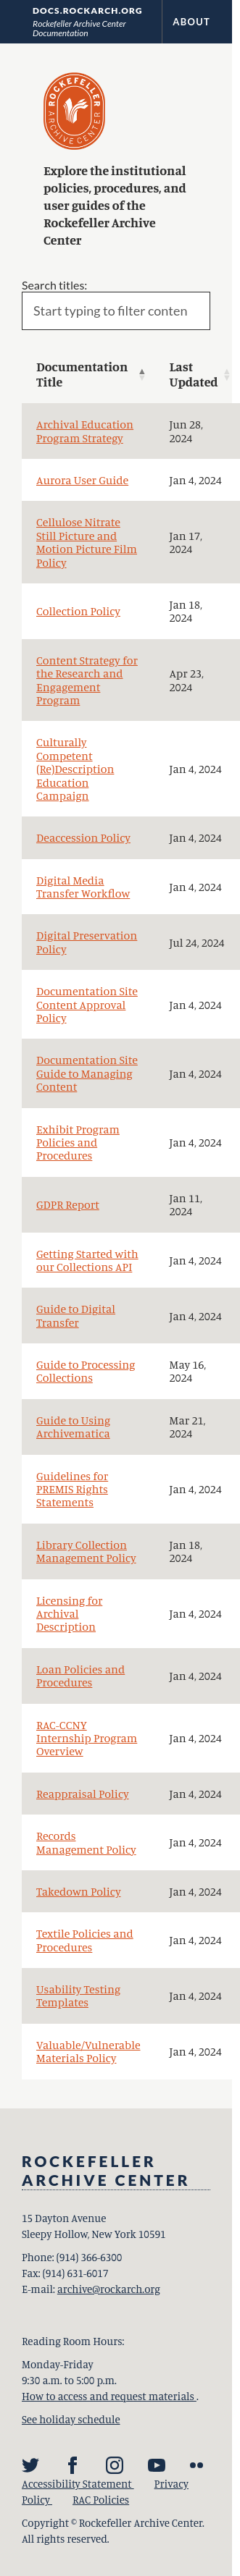 DOCS.ROCKARCH.ORG
Rockefeller Archive Center
Documentation
ABOUT
Explore the institutional
policies, procedures, and
user guides of the
Rockefeller Archive
Center
Search titles:
Start typing to filter conten
Documentation
Title
Last
Updated
Archival Education
Program Strategy
Jun 28,
2024
Aurora User Guide
Jan 4, 2024
Cellulose Nitrate
Still Picture and
Motion Picture Film
Policy
Jan 17,
2024
Collection Policy
Jan 18,
2024
Content Strategy for
the Research and
Engagement
Program
Apr 23,
2024
Culturally
Competent
(Re)Description
Education
Campaign
Jan 4, 2024
Deaccession Policy
Jan 4, 2024
Digital Media
Transfer Workflow
Jan 4, 2024
Digital Preservation
Policy
Jul 24, 2024
Documentation Site
Content Approval
Policy
Jan 4, 2024
Documentation Site
Guide to Managing
Content
Jan 4, 2024
Exhibit Program
Policies and
Procedures
Jan 4, 2024
GDPR Report
Jan 11,
2024
Getting Started with
our Collections API
Jan 4, 2024
Guide to Digital
Transfer
Jan 4, 2024
Guide to Processing
Collections
May 16,
2024
Guide to Using
Archivematica
Mar 21,
2024
Guidelines for
PREMIS Rights
Statements
Jan 4, 2024
Library Collection
Management Policy
Jan 18,
2024
Licensing for
Archival
Description
Jan 4, 2024
Loan Policies and
Procedures
Jan 4, 2024
RAC-CCNY
Internship Program
Overview
Jan 4, 2024
Reappraisal Policy
Jan 4, 2024
Records
Management Policy
Jan 4, 2024
Takedown Policy
Jan 4, 2024
Textile Policies and
Procedures
Jan 4, 2024
Usability Testing
Templates
Jan 4, 2024
Valuable/Vulnerable
Materials Policy
Jan 4, 2024
ROCKEFELLER
ARCHIVE CENTER
15 Dayton Avenue
Sleepy Hollow, New York 10591
Phone: (914) 366-6300
Fax: (914) 631-6017
E-mail: archive@rockarch.org
Reading Room Hours:
Monday-Friday
9:30 a.m. to 5:00 p.m.
How to access and request materials .
See holiday schedule
Accessibility Statement Privacy
Policy RAC Policies
Copyright © Rockefeller Archive Center.
All rights reserved.